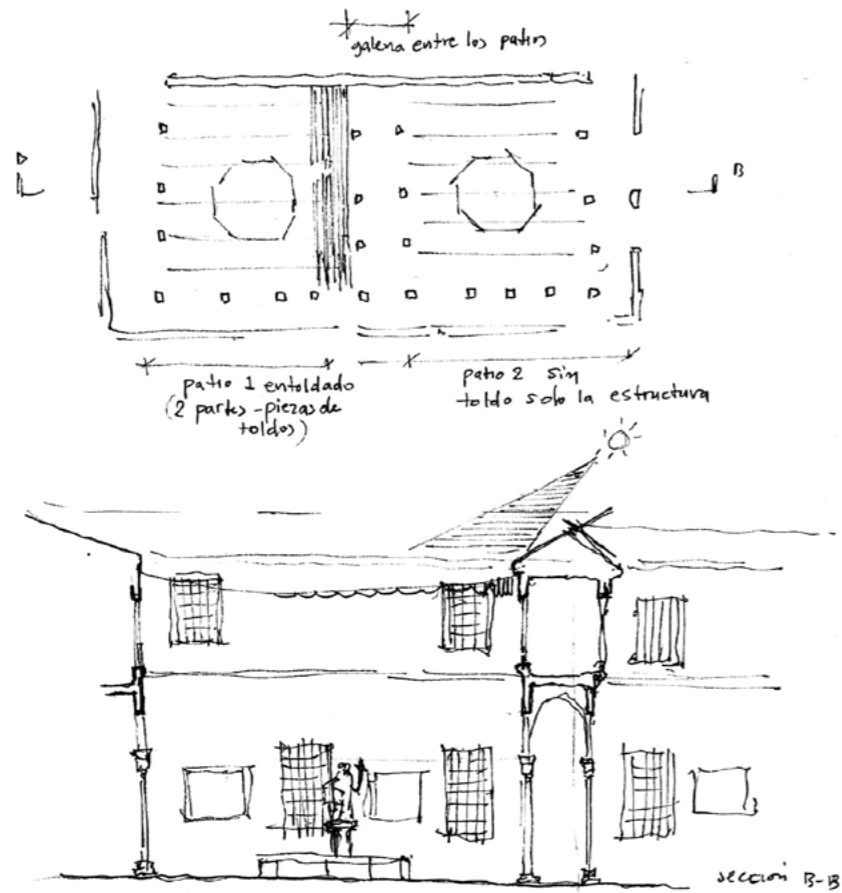 galeria entre los patios
B
patio 1 entoldado
(2 partes - piezas de
toldos)
patio 2 sin
toldo solo la estructura
sección B-B